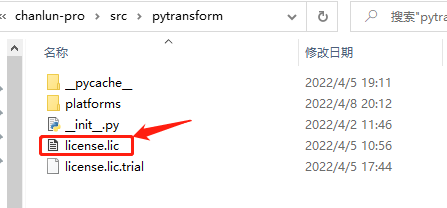 « chanlun-pro › src › pytransform
搜索"pytr
名称 修改日期
__pycache__ 2022/4/5 19:11
platforms 2022/4/8 20:12
__init__.py 2022/4/2 11:46
license.lic 2022/4/5 10:56
license.lic.trial 2022/4/5 17:44